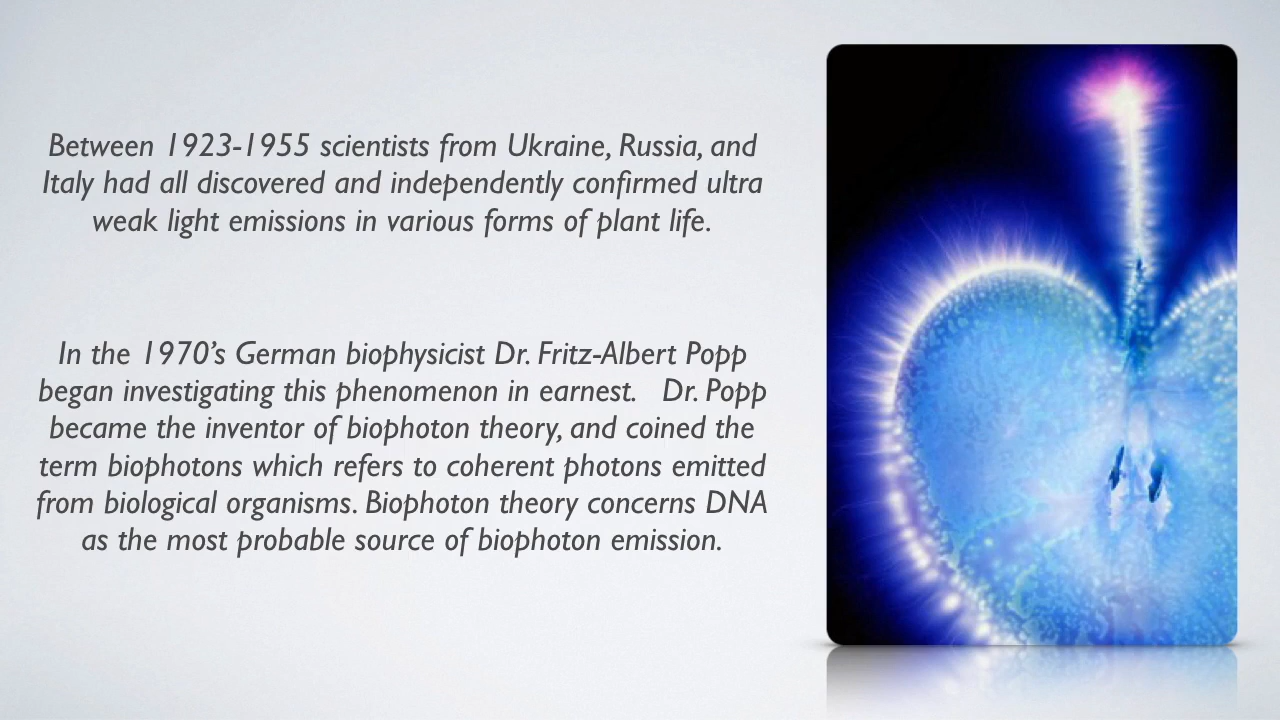 Between 1923-1955 scientists from Ukraine, Russia, and
Italy had all discovered and independently confirmed ultra
weak light emissions in various forms of plant life.
In the 1970’s German biophysicist Dr. Fritz-Albert Popp
began investigating this phenomenon in earnest.   Dr. Popp
became the inventor of biophoton theory, and coined the
term biophotons which refers to coherent photons emitted
from biological organisms. Biophoton theory concerns DNA
as the most probable source of biophoton emission.